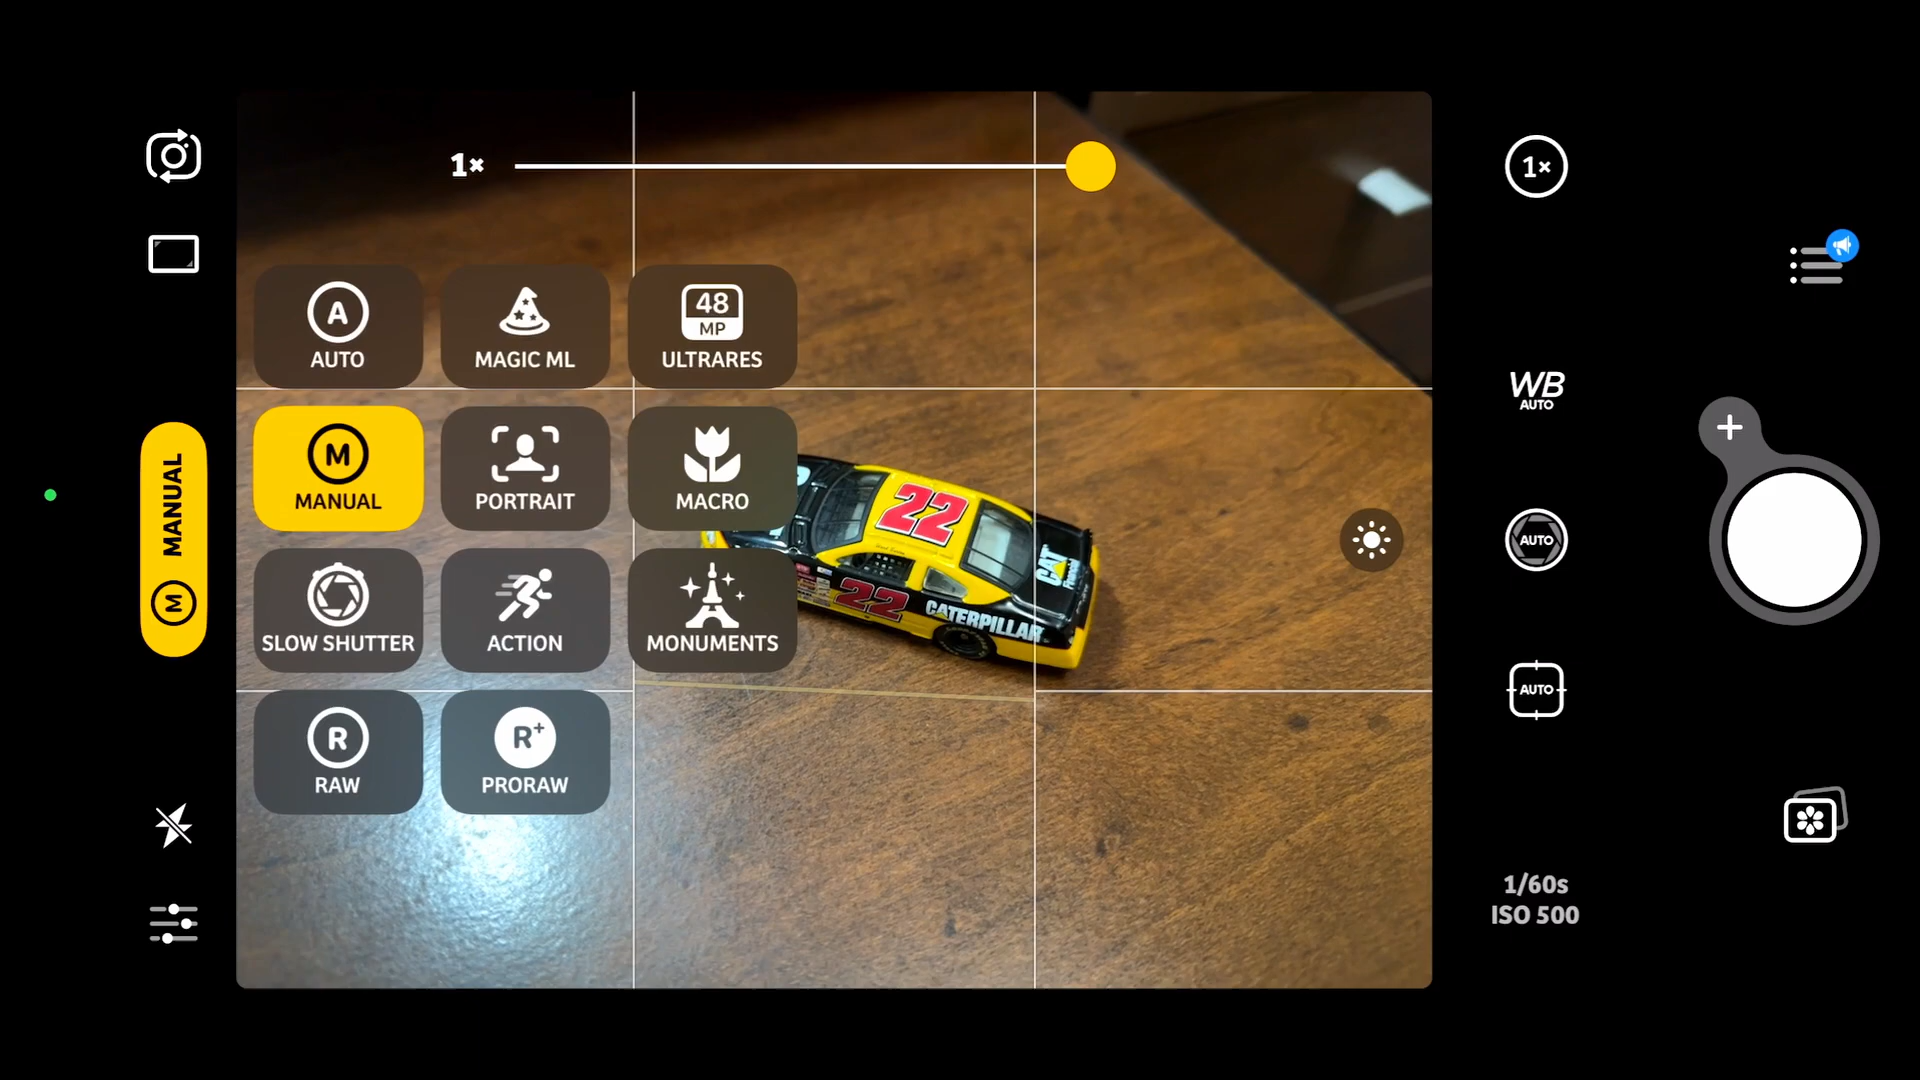 1×
1×
A
AUTO
MAGIC ML
48
MP
ULTRARES
M
MANUAL
PORTRAIT
MACRO
SLOW SHUTTER
ACTION
MONUMENTS
R
RAW
R+
PRORAW
M MANUAL
22
22
CATERPILLAR
CAT
WB
AUTO
AUTO
AUTO
1/60s
ISO 500